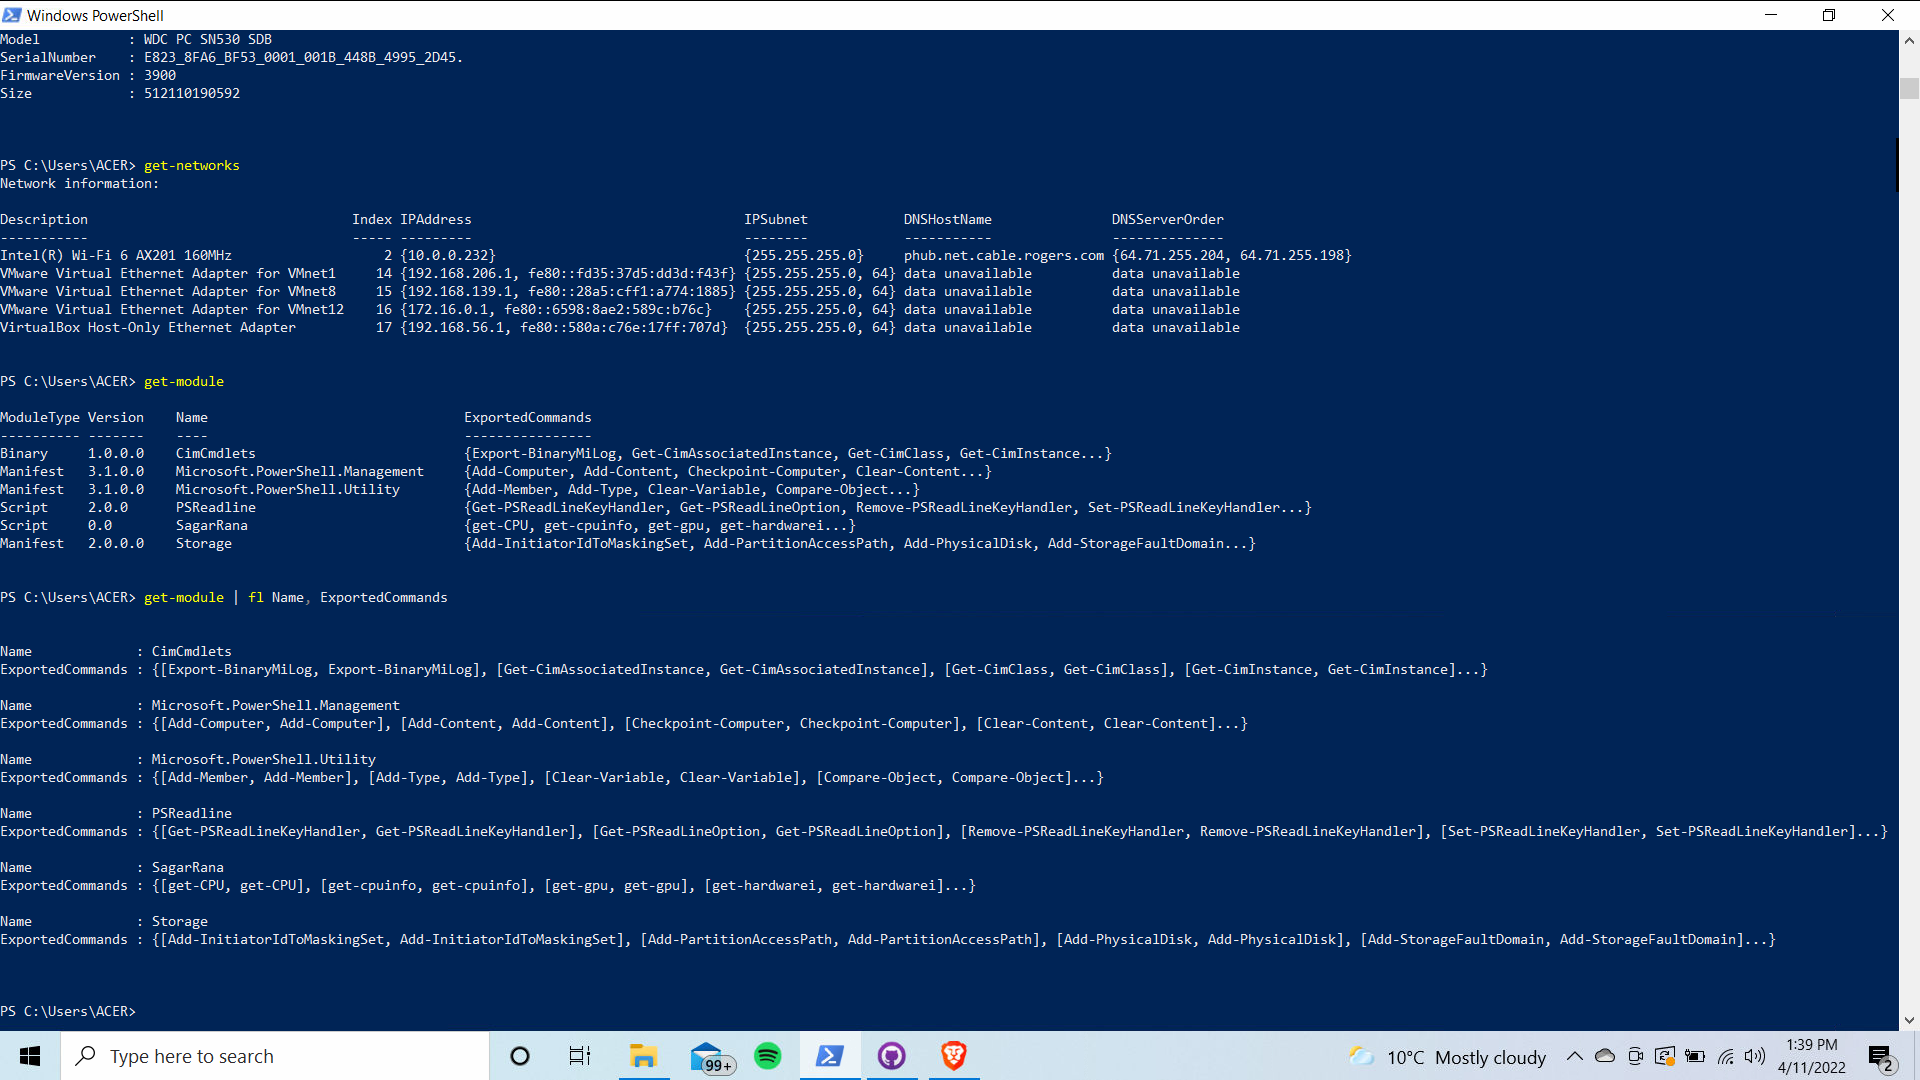 Windows PowerShell
Model           : WDC PC SN530 SDB
SerialNumber    : E823_8FA6_BF53_0001_001B_448B_4995_2D45.
FirmwareVersion : 3900
Size            : 512110190592
PS C:\Users\ACER> get-networks
Network information:
Description                                 Index IPAddress                                  IPSubnet            DNSHostName               DNSServerOrder
-----------                                 ----- ---------                                  --------            -----------               --------------
Intel(R) Wi-Fi 6 AX201 160MHz                   2 {10.0.0.232}                               {255.255.255.0}     phub.net.cable.rogers.com {64.71.255.204, 64.71.255.198}
VMware Virtual Ethernet Adapter for VMnet1     14 {192.168.206.1, fe80::fd35:37d5:dd3d:f43f} {255.255.255.0, 64} data unavailable          data unavailable
VMware Virtual Ethernet Adapter for VMnet8     15 {192.168.139.1, fe80::28a5:cff1:a774:1885} {255.255.255.0, 64} data unavailable          data unavailable
VMware Virtual Ethernet Adapter for VMnet12    16 {172.16.0.1, fe80::6598:8ae2:589c:b76c}    {255.255.255.0, 64} data unavailable          data unavailable
VirtualBox Host-Only Ethernet Adapter          17 {192.168.56.1, fe80::580a:c76e:17ff:707d}  {255.255.255.0, 64} data unavailable          data unavailable
PS C:\Users\ACER> get-module
ModuleType Version    Name                                ExportedCommands
---------- -------    ----                                ----------------
Binary     1.0.0.0    CimCmdlets                          {Export-BinaryMiLog, Get-CimAssociatedInstance, Get-CimClass, Get-CimInstance...}
Manifest   3.1.0.0    Microsoft.PowerShell.Management     {Add-Computer, Add-Content, Checkpoint-Computer, Clear-Content...}
Manifest   3.1.0.0    Microsoft.PowerShell.Utility        {Add-Member, Add-Type, Clear-Variable, Compare-Object...}
Script     2.0.0      PSReadline                          {Get-PSReadLineKeyHandler, Get-PSReadLineOption, Remove-PSReadLineKeyHandler, Set-PSReadLineKeyHandler...}
Script     0.0        SagarRana                           {get-CPU, get-cpuinfo, get-gpu, get-hardwarei...}
Manifest   2.0.0.0    Storage                             {Add-InitiatorIdToMaskingSet, Add-PartitionAccessPath, Add-PhysicalDisk, Add-StorageFaultDomain...}
PS C:\Users\ACER> get-module | fl Name, ExportedCommands
Name             : CimCmdlets
ExportedCommands : {[Export-BinaryMiLog, Export-BinaryMiLog], [Get-CimAssociatedInstance, Get-CimAssociatedInstance], [Get-CimClass, Get-CimClass], [Get-CimInstance, Get-CimInstance]...}
Name             : Microsoft.PowerShell.Management
ExportedCommands : {[Add-Computer, Add-Computer], [Add-Content, Add-Content], [Checkpoint-Computer, Checkpoint-Computer], [Clear-Content, Clear-Content]...}
Name             : Microsoft.PowerShell.Utility
ExportedCommands : {[Add-Member, Add-Member], [Add-Type, Add-Type], [Clear-Variable, Clear-Variable], [Compare-Object, Compare-Object]...}
Name             : PSReadline
ExportedCommands : {[Get-PSReadLineKeyHandler, Get-PSReadLineKeyHandler], [Get-PSReadLineOption, Get-PSReadLineOption], [Remove-PSReadLineKeyHandler, Remove-PSReadLineKeyHandler], [Set-PSReadLineKeyHandler, Set-PSReadLineKeyHandler]...}
Name             : SagarRana
ExportedCommands : {[get-CPU, get-CPU], [get-cpuinfo, get-cpuinfo], [get-gpu, get-gpu], [get-hardwarei, get-hardwarei]...}
Name             : Storage
ExportedCommands : {[Add-InitiatorIdToMaskingSet, Add-InitiatorIdToMaskingSet], [Add-PartitionAccessPath, Add-PartitionAccessPath], [Add-PhysicalDisk, Add-PhysicalDisk], [Add-StorageFaultDomain, Add-StorageFaultDomain]...}
PS C:\Users\ACER>
Type here to search
99+
10°C Mostly cloudy
1:39 PM
4/11/2022
2